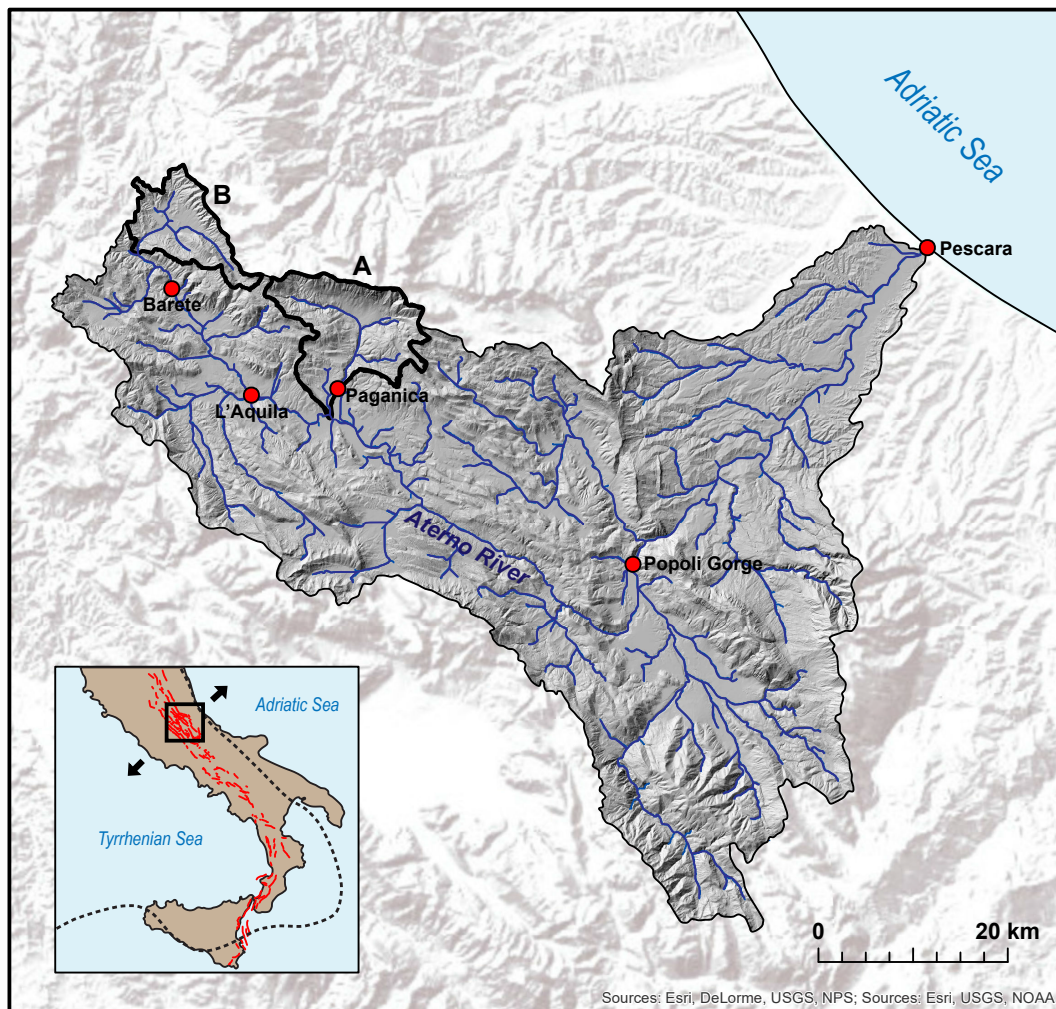 Adriatic Sea
B
A
Pescara
Barete
L'Aquila
Paganica
Aterno River
Popoli Gorge
Adriatic Sea
Tyrrhenian Sea
0 20 km
Sources: Esri, DeLorme, USGS, NPS; Sources: Esri, USGS, NOAA